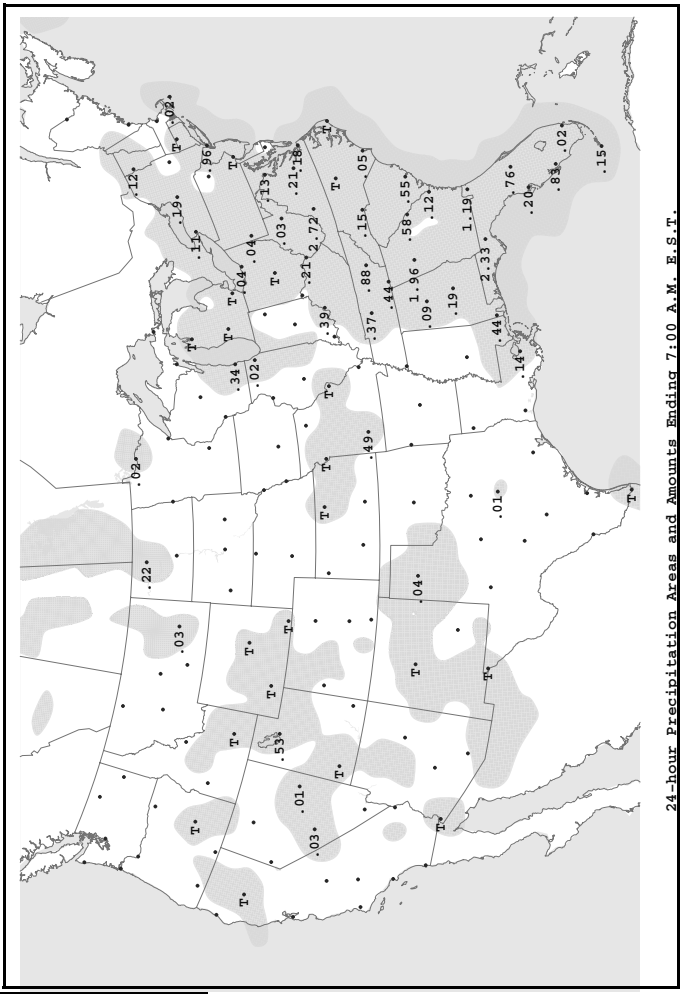 .02
.12
.22
.02
T
.19
.03
T
T
.11
.96
T
T
T
T
.34
.04
T
T
.04
.02
.13
T
T
.53
.03
T
.21
.18
.01
.21
2.72
.03
T
.39
T
T
T
T
T
.05
.15
.88
.49
.37
.44
.55
.58
1.96
T
.04
.09
.12
T
.19
1.19
2.33
T
.44
.01
.76
.14
.20
.83
.02
.15
T
24-hour Precipitation Areas and Amounts Ending 7:00 A.M. E.S.T.